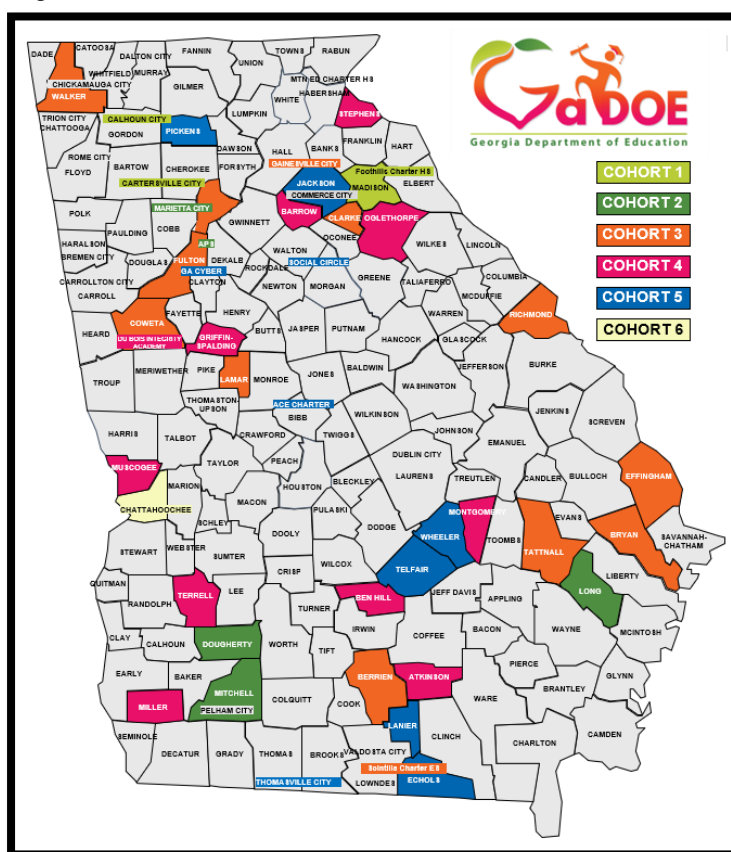 GaDOE
Georgia Department of Education
COHORT 1
COHORT 2
COHORT 3
COHORT 4
COHORT 5
COHORT 6
DADE
CATOOSA
DALTON CITY
WHITFIELD
MURRAY
FANNIN
UNION
TOWNS
RABUN
CHICKAMAUGA CITY
WALKER
GILMER
MTN ED CHARTER HS
HABERSHAM
WHITE
LUMPKIN
STEPHENS
TRION CITY
CHATTOOGA
CALHOUN CITY
GORDON
PICKENS
DAWSON
HALL
BANKS
FRANKLIN
HART
ROME CITY
FLOYD
BARTOW
CHEROKEE
FORSYTH
GAINESVILLE CITY
Foothills Charter HS
CARTERSVILLE CITY
JACKSON
COMMERCE CITY
MADISON
ELBERT
POLK
PAULDING
COBB
MARIETTA CITY
GWINNETT
BARROW
CLARKE
OGLETHORPE
OCONEE
HARALSON
BREMEN CITY
DOUGLAS
APS
FULTON
DEKALB
GA CYBER
WALTON
SOCIAL CIRCLE
ROCKDALE
WILKES
LINCOLN
CARROLLTON CITY
CARROLL
CLAYTON
NEWTON
MORGAN
GREENE
TALIAFERRO
COLUMBIA
MCDUFFIE
HEARD
COWETA
FAYETTE
HENRY
BUTTS
JASPER
PUTNAM
WARREN
RICHMOND
DU BOIS INTEGRITY
ACADEMY
GRIFFIN-
SPALDING
HANCOCK
GLASCOCK
TROUP
MERIWETHER
PIKE
LAMAR
MONROE
JONES
BALDWIN
JEFFERSON
BURKE
WASHINGTON
THOMASTON-
UPSON
ACE CHARTER
BIBB
WILKINSON
JENKINS
SCREVEN
HARRIS
TALBOT
CRAWFORD
TWIGGS
JOHNSON
EMANUEL
MUSCOGEE
TAYLOR
PEACH
HOUSTON
BLECKLEY
DUBLIN CITY
LAURENS
TREUTLEN
CANDLER
BULLOCH
EFFINGHAM
CHATTAHOOCHEE
MARION
MACON
PULASKI
MONTGOMERY
SCHLEY
DOOLY
DODGE
WHEELER
TOOMBS
EVANS
TATTNALL
BRYAN
SAVANNAH-
CHATHAM
STEWART
WEBSTER
SUMTER
WILCOX
TELFAIR
CRISP
QUITMAN
RANDOLPH
TERRELL
LEE
BEN HILL
JEFF DAVIS
APPLING
LONG
LIBERTY
TURNER
IRWIN
COFFEE
BACON
WAYNE
MCINTOSH
CLAY
CALHOUN
DOUGHERTY
WORTH
TIFT
PIERCE
EARLY
BAKER
MITCHELL
PELHAM CITY
COLQUITT
COOK
BERRIEN
ATKINSON
WARE
BRANTLEY
GLYNN
MILLER
LANIER
CLINCH
CHARLTON
CAMDEN
SEMINOLE
DECATUR
GRADY
THOMAS
BROOKS
VALDOSTA CITY
Scintilla Charter ES
THOMASVILLE CITY
LOWNDES
ECHOLS